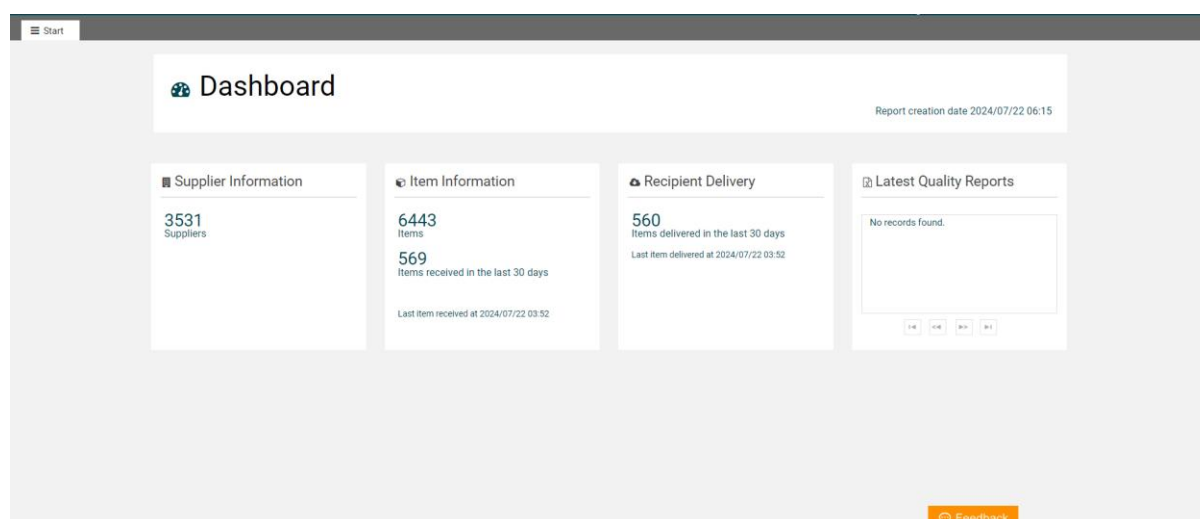 Start
Dashboard
Report creation date 2024/07/22 06:15
Supplier Information
3531
Suppliers
Item Information
6443
Items
569
Items received in the last 30 days
Last item received at 2024/07/22 03:52
Recipient Delivery
560
Items delivered in the last 30 days
Last item delivered at 2024/07/22 03:52
Latest Quality Reports
No records found.
Feedback